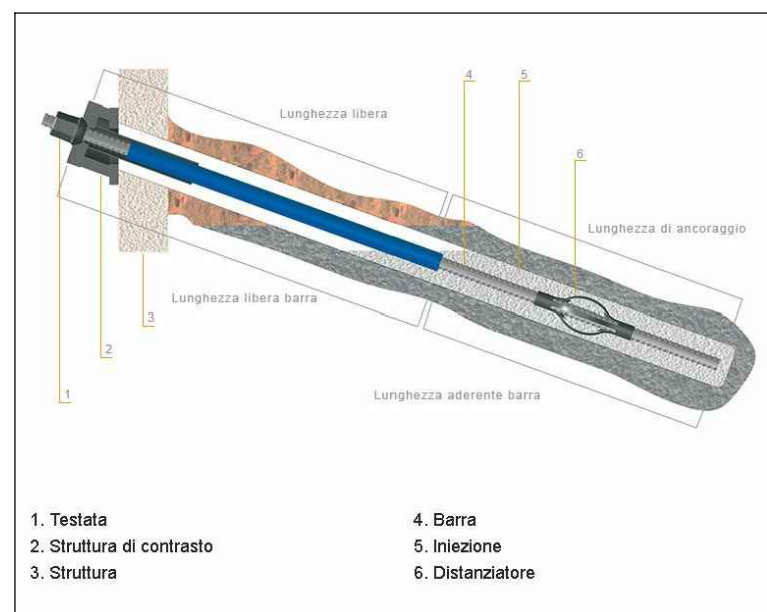 4
5
Lunghezza libera
6
Lunghezza di ancoraggio
Lunghezza libera barra
3
2
1
Lunghezza aderente barra
1. Testata
2. Struttura di contrasto
3. Struttura
4. Barra
5. Iniezione
6. Distanziatore